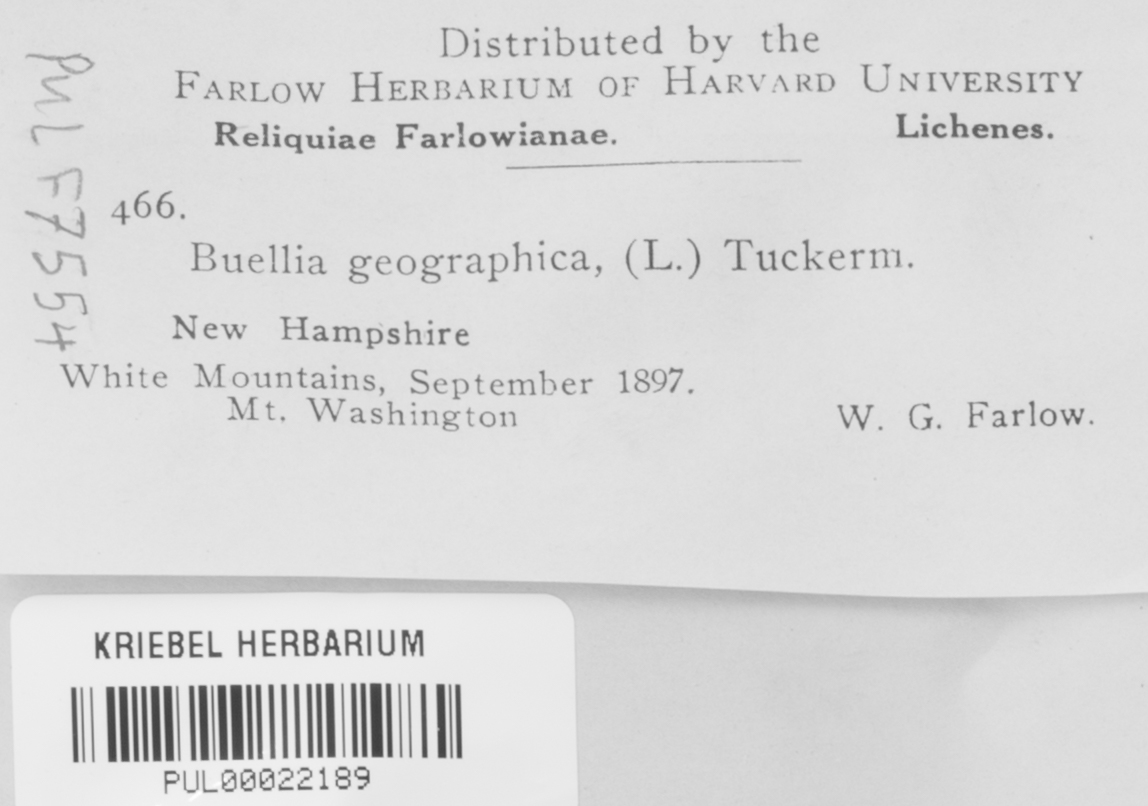 Distributed by the
FARLOW HERBARIUM OF HARVARD UNIVERSITY
Reliquiae Farlowianae. Lichenes.
466.
Buellia geographica, (L.) Tuckerm.
New Hampshire
White Mountains, September 1897.
Mt. Washington
W. G. Farlow.
PUL F7554
KRIEBEL HERBARIUM
PUL00022189